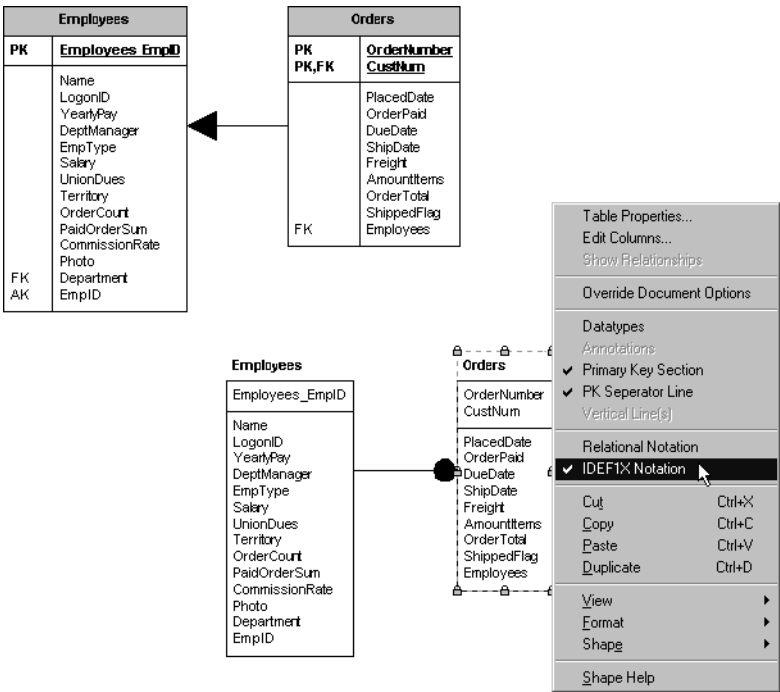 Employees
PK Employees_EmpID
Name
LogonID
YearlyPay
DeptManager
EmpType
Salary
UnionDues
Territory
OrderCount
PaidOrderSum
CommissionRate
Photo
FK Department
AK EmpID
Orders
PK OrderNumber
PK,FK CustNum
PlacedDate
OrderPaid
DueDate
ShipDate
Freight
AmountItems
OrderTotal
ShippedFlag
FK Employees
Employees
Employees_EmpID
Name
LogonID
YearlyPay
DeptManager
EmpType
Salary
UnionDues
Territory
OrderCount
PaidOrderSum
CommissionRate
Photo
Department
EmpID
Orders
OrderNumber
CustNum
PlacedDate
OrderPaid
DueDate
ShipDate
Freight
AmountItems
OrderTotal
ShippedFlag
Employees
Table Properties...
Edit Columns...
Show Relationships
Override Document Options
Datatypes
Annotations
Primary Key Section
PK Seperator Line
Vertical Line(s)
Relational Notation
IDEF1X Notation
Cut Ctrl+X
Copy Ctrl+C
Paste Ctrl+V
Duplicate Ctrl+D
View
Format
Shape
Shape Help